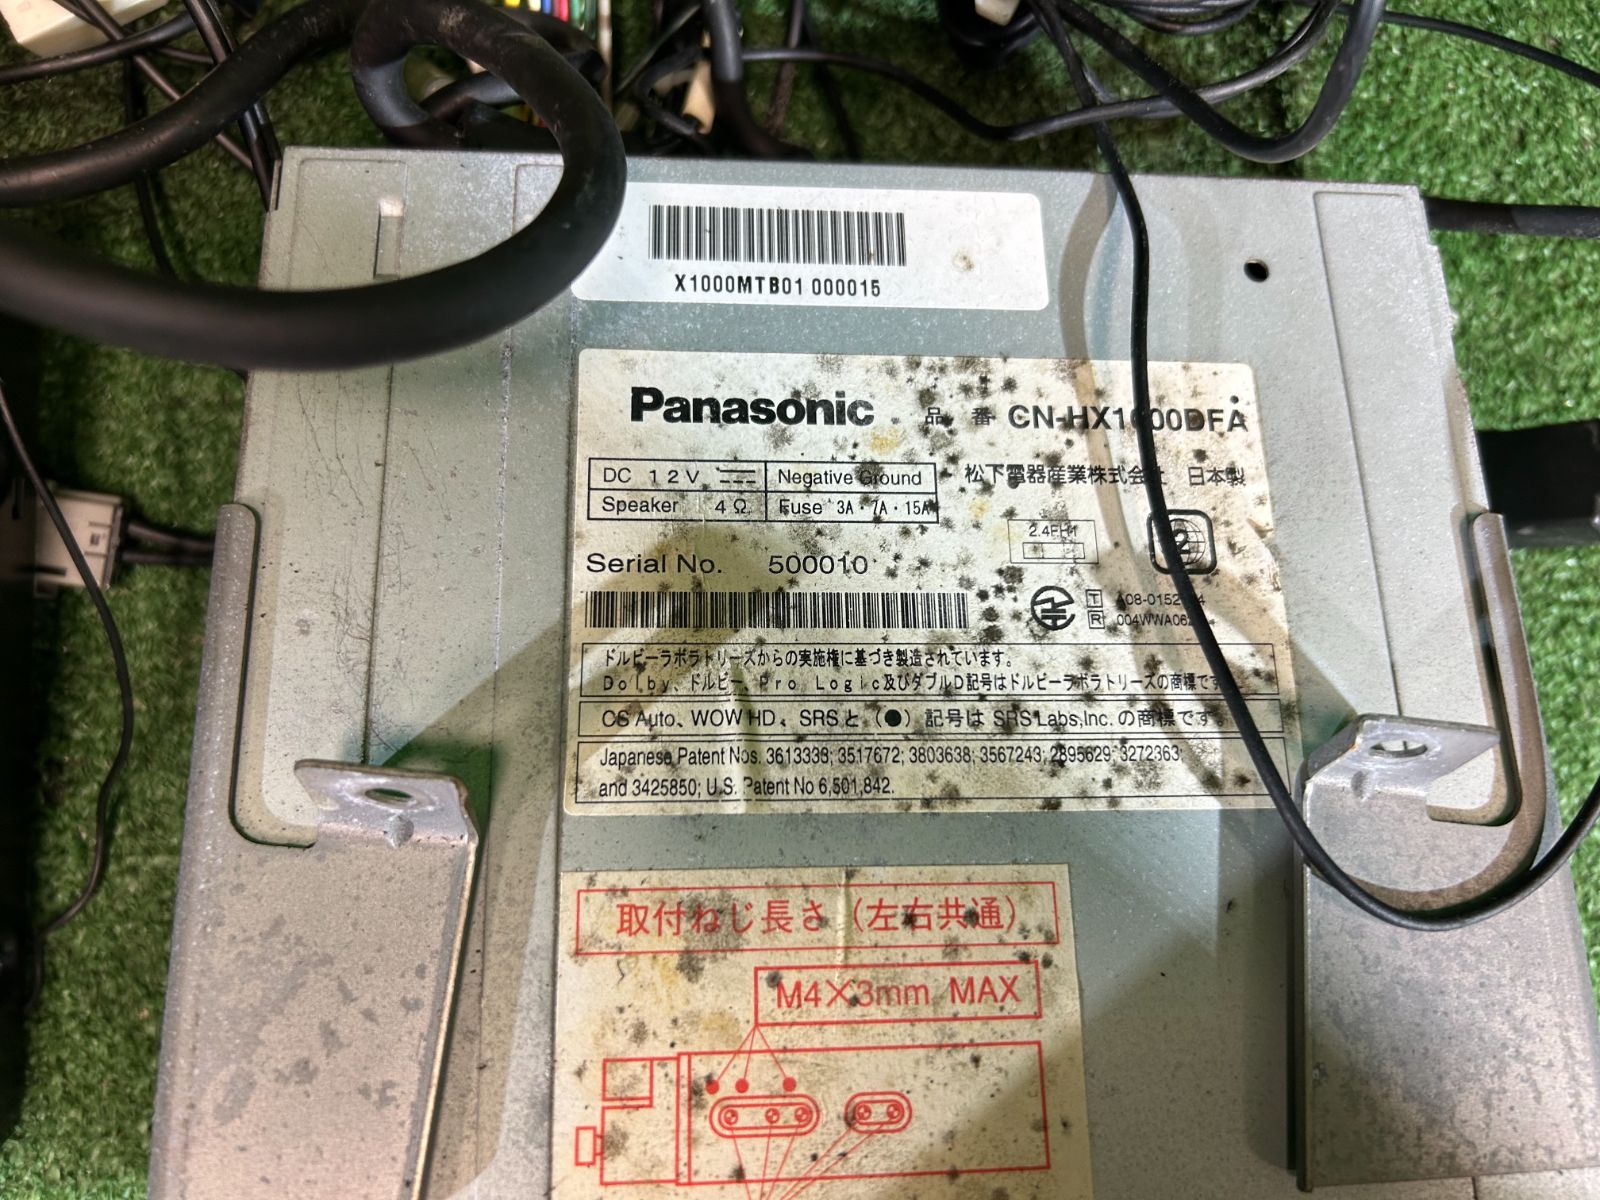 X1000MTB01 000015
Panasonic 品 番 CN-HX1000DFA
DC 12V Negative Ground 松下電器産業株式会社 日本製
Speaker 4Ω Fuse 3A・7A・15A
2.4FH1
2
Serial No. 500010
T
R
ドルビーラボラトリーズからの実施権に基づき製造されています。
Dolby、ドルビー、Pro Logic及びダブルD記号はドルビーラボラトリーズの商標です
CS Auto、WOW HD、SRSと（●）記号は SRS Labs,Inc.の商標です。
Japanese Patent Nos. 3613338; 3517672; 3803638; 3567243; 2895629; 3272363;
and 3425850; U.S. Patent No 6,501,842.
取付ねじ長さ（左右共通）
M4×3mm MAX